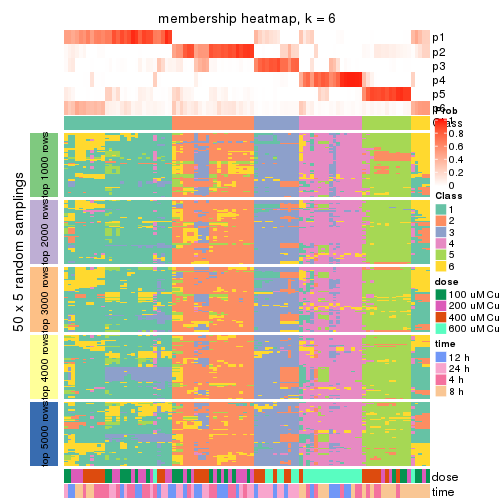 membership heatmap, k = 6
p1
p2
p3
p4
p5
p6
Prob
1
0.8
0.6
0.4
0.2
0
Class
Class
1
2
3
4
5
6
dose
100 uM Cu
200 uM Cu
400 uM Cu
600 uM Cu
time
12 h
24 h
4 h
8 h
50 x 5 random samplings
top 1000 rows
top 2000 rows
top 3000 rows
top 4000 rows
top 5000 rows
dose
time